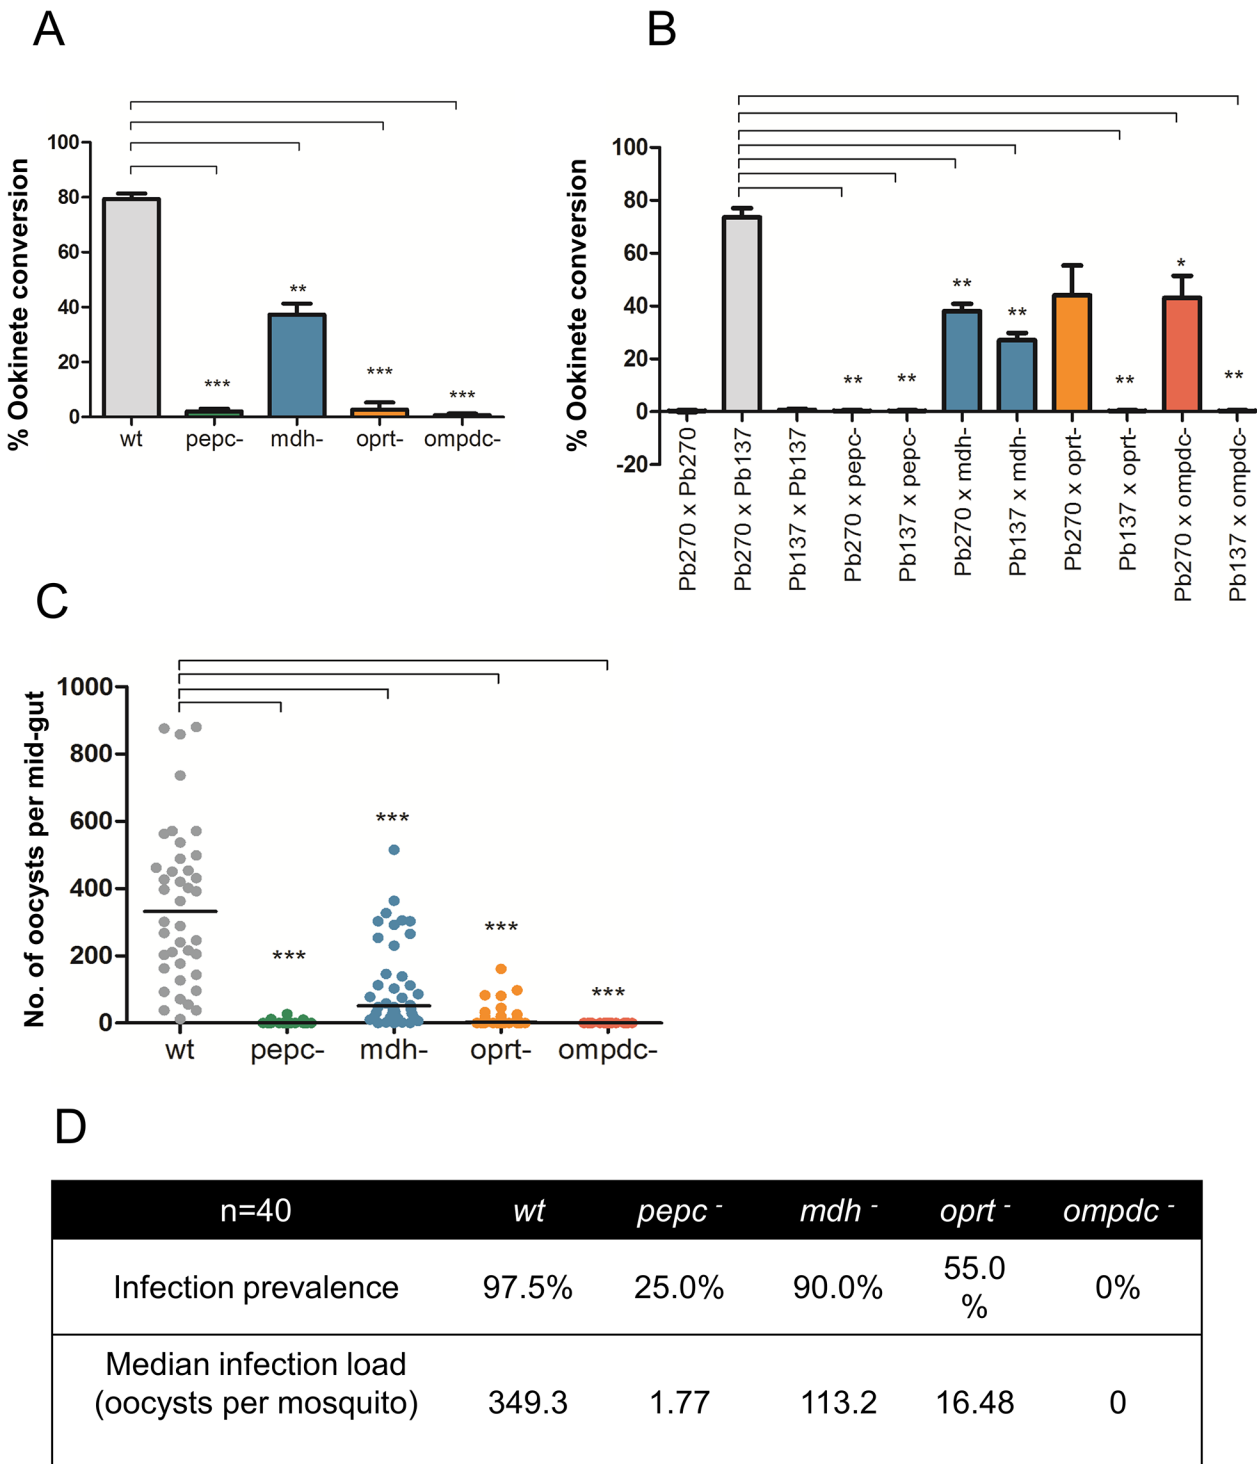 A
% Ookinete conversion
100
80
60
40
20
0
**
***
***
***
wt
pepc-
mdh-
oprt-
ompdc-
B
% Ookinete conversion
100
80
60
40
20
0
-20
**
**
**
**
**
*
**
Pb270 x Pb270
Pb270 x Pb137
Pb137 x Pb137
Pb270 x pepc-
Pb137 x pepc-
Pb270 x mdh-
Pb137 x mdh-
Pb270 x oprt-
Pb137 x oprt-
Pb270 x ompdc-
Pb137 x ompdc-
C
No. of oocysts per mid-gut
1000
800
600
400
200
0
***
***
***
***
wt
pepc-
mdh-
oprt-
ompdc-
D
n=40 wt pepc - mdh - oprt - ompdc -
Infection prevalence 97.5% 25.0% 90.0% 55.0 0%
%
Median infection load
(oocysts per mosquito) 349.3 1.77 113.2 16.48 0